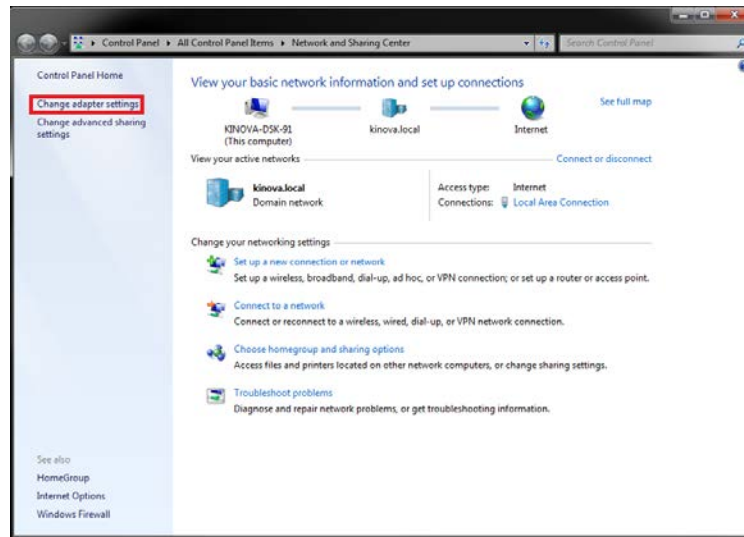 Control Panel ▸ All Control Panel Items ▸ Network and Sharing Center
Search Control Panel
Control Panel Home
Change adapter settings
Change advanced sharing
settings
View your basic network information and set up connections
See full map
KINOVA-DSK-91
(This computer)
kinova.local
Internet
View your active networks
Connect or disconnect
kinova.local
Domain network
Access type: Internet
Connections: Local Area Connection
Change your networking settings
Set up a new connection or network
Set up a wireless, broadband, dial-up, ad hoc, or VPN connection; or set up a router or access point.
Connect to a network
Connect or reconnect to a wireless, wired, dial-up, or VPN network connection.
Choose homegroup and sharing options
Access files and printers located on other network computers, or change sharing settings.
Troubleshoot problems
Diagnose and repair network problems, or get troubleshooting information.
See also
HomeGroup
Internet Options
Windows Firewall